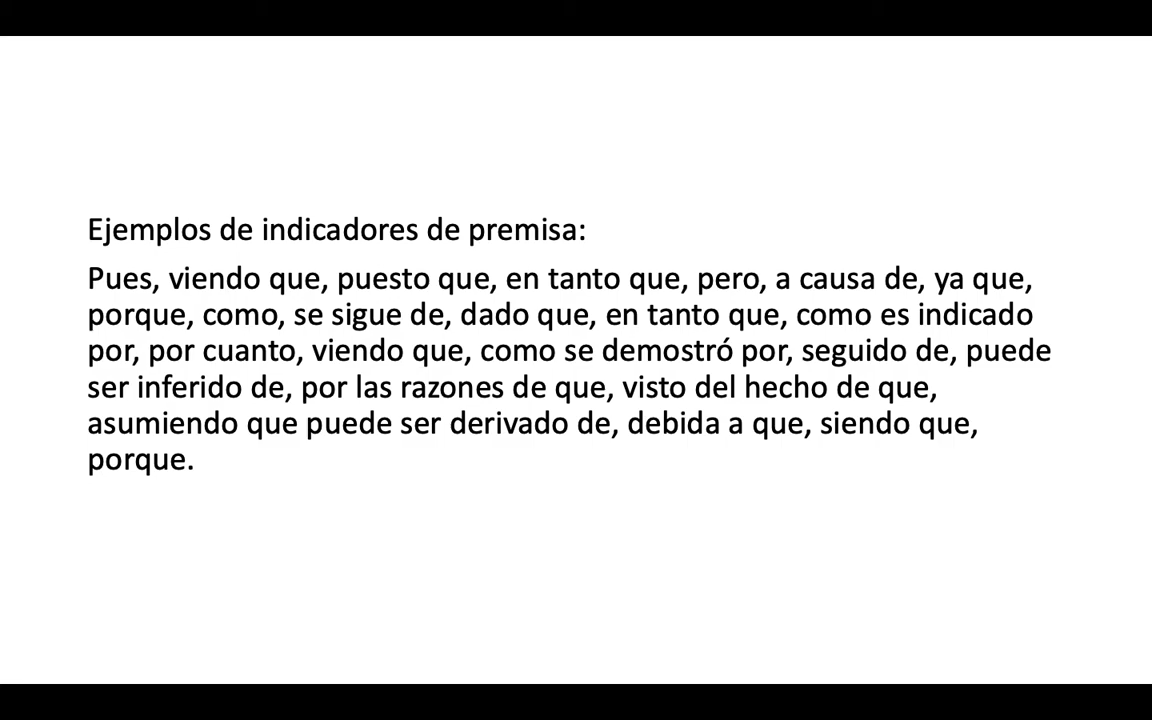 Ejemplos de indicadores de premisa:
Pues, viendo que, puesto que, en tanto que, pero, a causa de, ya que,
porque, como, se sigue de, dado que, en tanto que, como es indicado
por, por cuanto, viendo que, como se demostró por, seguido de, puede
ser inferido de, por las razones de que, visto del hecho de que,
asumiendo que puede ser derivado de, debida a que, siendo que,
porque.